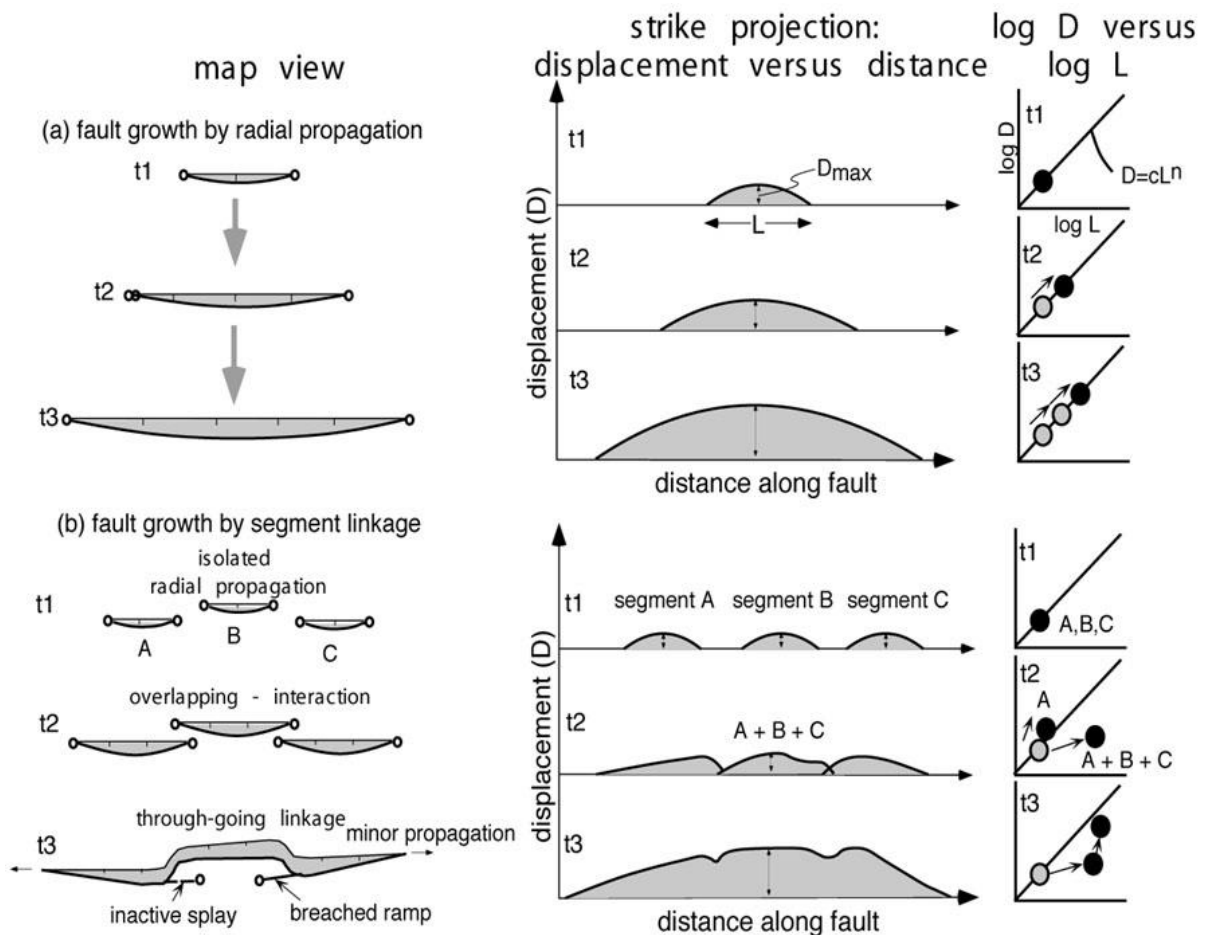 map view
strike projection:
displacement versus distance
log D versus
log L
(a) fault growth by radial propagation
t1
t2
t3
displacement (D)
t1
Dmax
L
t2
t3
distance along fault
t1
log D
D=cLn
log L
t2
t3
(b) fault growth by segment linkage
isolated
radial propagation
t1
A
B
C
overlapping - interaction
t2
through-going linkage
minor propagation
t3
inactive splay
breached ramp
displacement (D)
t1
segment A segment B segment C
t2
A + B + C
t3
distance along fault
t1
A,B,C
t2
A
A + B + C
t3